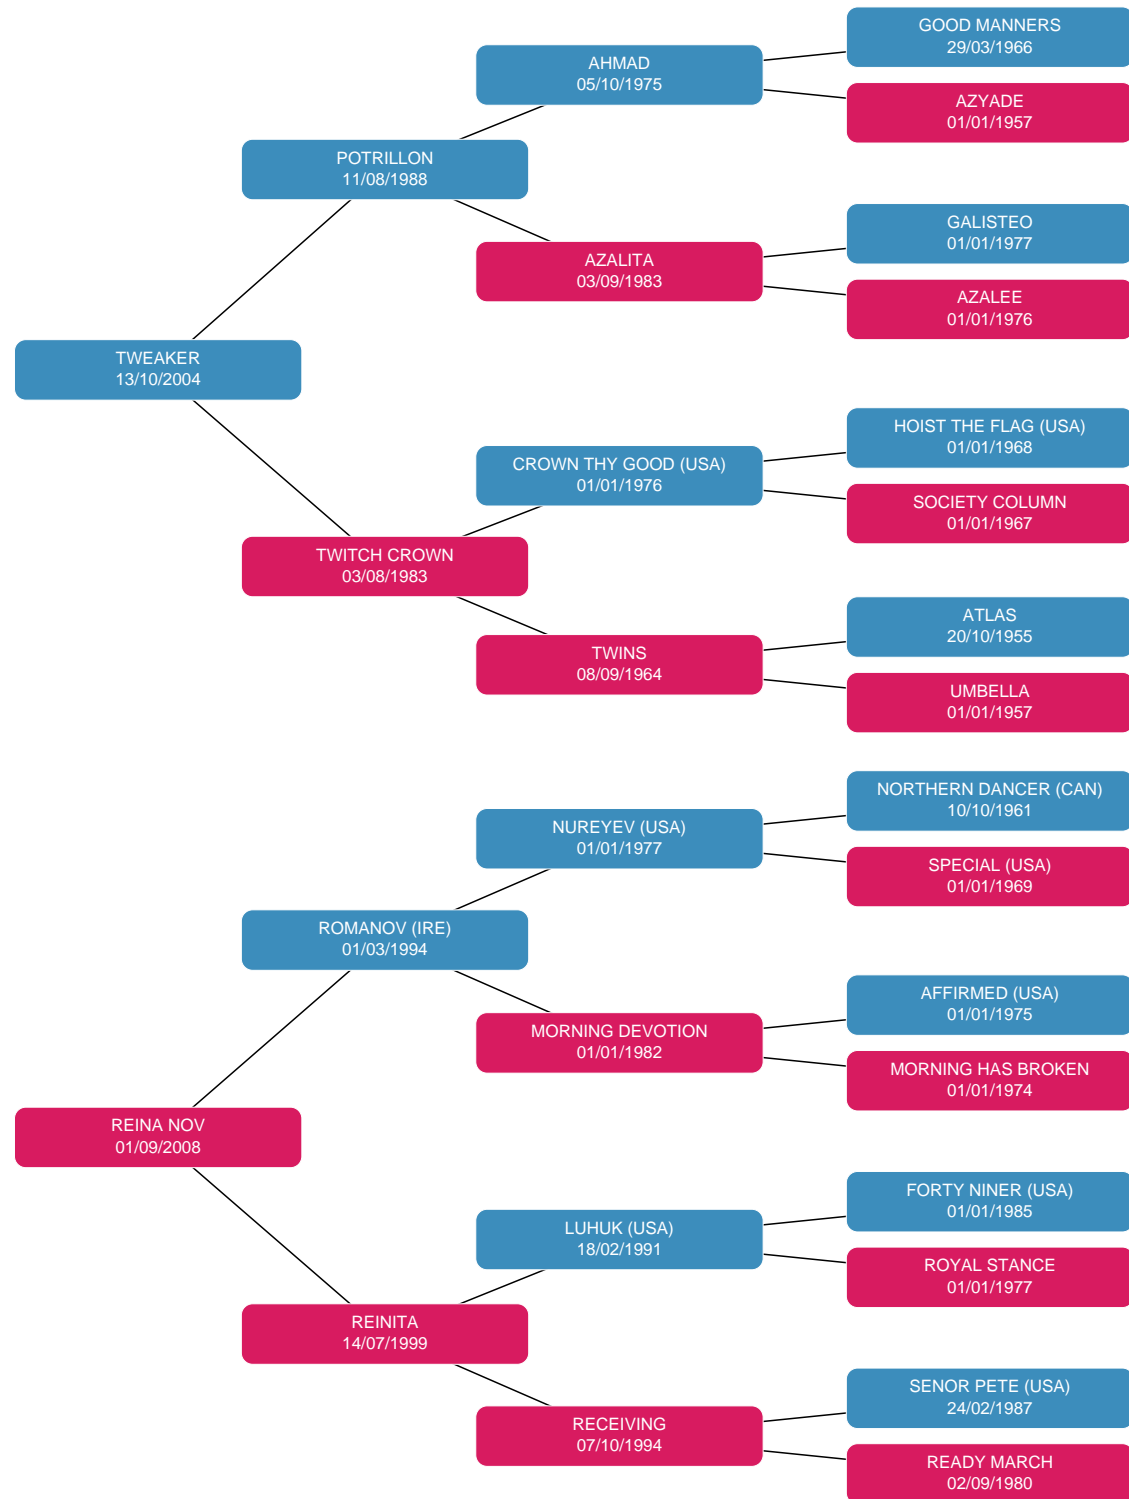 GOOD MANNERS
29/03/1966
AHMAD
05/10/1975
AZYADE
01/01/1957
POTRILLON
11/08/1988
GALISTEO
01/01/1977
AZALITA
03/09/1983
AZALEE
01/01/1976
TWEAKER
13/10/2004
HOIST THE FLAG (USA)
01/01/1968
CROWN THY GOOD (USA)
01/01/1976
SOCIETY COLUMN
01/01/1967
TWITCH CROWN
03/08/1983
ATLAS
20/10/1955
TWINS
08/09/1964
UMBELLA
01/01/1957
NORTHERN DANCER (CAN)
10/10/1961
NUREYEV (USA)
01/01/1977
SPECIAL (USA)
01/01/1969
ROMANOV (IRE)
01/03/1994
AFFIRMED (USA)
01/01/1975
MORNING DEVOTION
01/01/1982
MORNING HAS BROKEN
01/01/1974
REINA NOV
01/09/2008
FORTY NINER (USA)
01/01/1985
LUHUK (USA)
18/02/1991
ROYAL STANCE
01/01/1977
REINITA
14/07/1999
SENOR PETE (USA)
24/02/1987
RECEIVING
07/10/1994
READY MARCH
02/09/1980